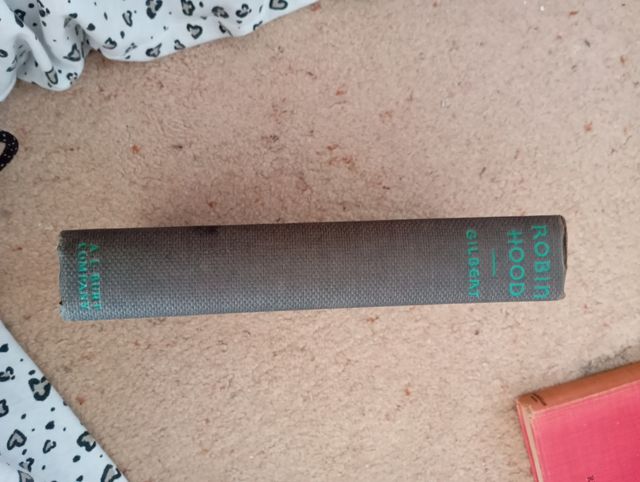 ROBIN
HOOD
GILBERT
A. L. BURT
COMPANY